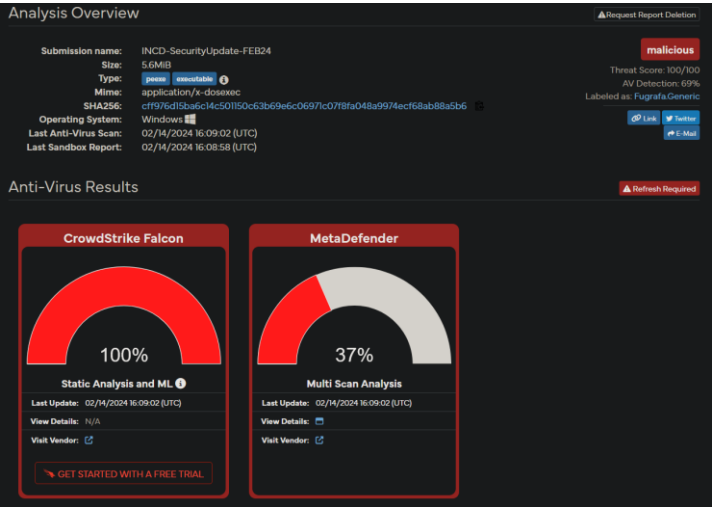 Analysis Overview
Request Report Deletion
Submission name: INCD-SecurityUpdate-FEB24
Size: 5.6MiB
Type: peexe executable
Mime: application/x-dosexec
SHA256: cff976d15ba6c14c501150c63b69e6c06971c07f8fa048a9974ecf68ab88a5b6
Operating System: Windows
Last Anti-Virus Scan: 02/14/2024 16:09:02 (UTC)
Last Sandbox Report: 02/14/2024 16:08:58 (UTC)
malicious
Threat Score: 100/100
AV Detection: 69%
Labeled as: Fugrafa.Generic
Link
Twitter
E-Mail
Anti-Virus Results
Refresh Required
CrowdStrike Falcon
100%
Static Analysis and ML
Last Update: 02/14/2024 16:09:02 (UTC)
View Details: N/A
Visit Vendor:
GET STARTED WITH A FREE TRIAL
MetaDefender
37%
Multi Scan Analysis
Last Update: 02/14/2024 16:09:02 (UTC)
View Details:
Visit Vendor: